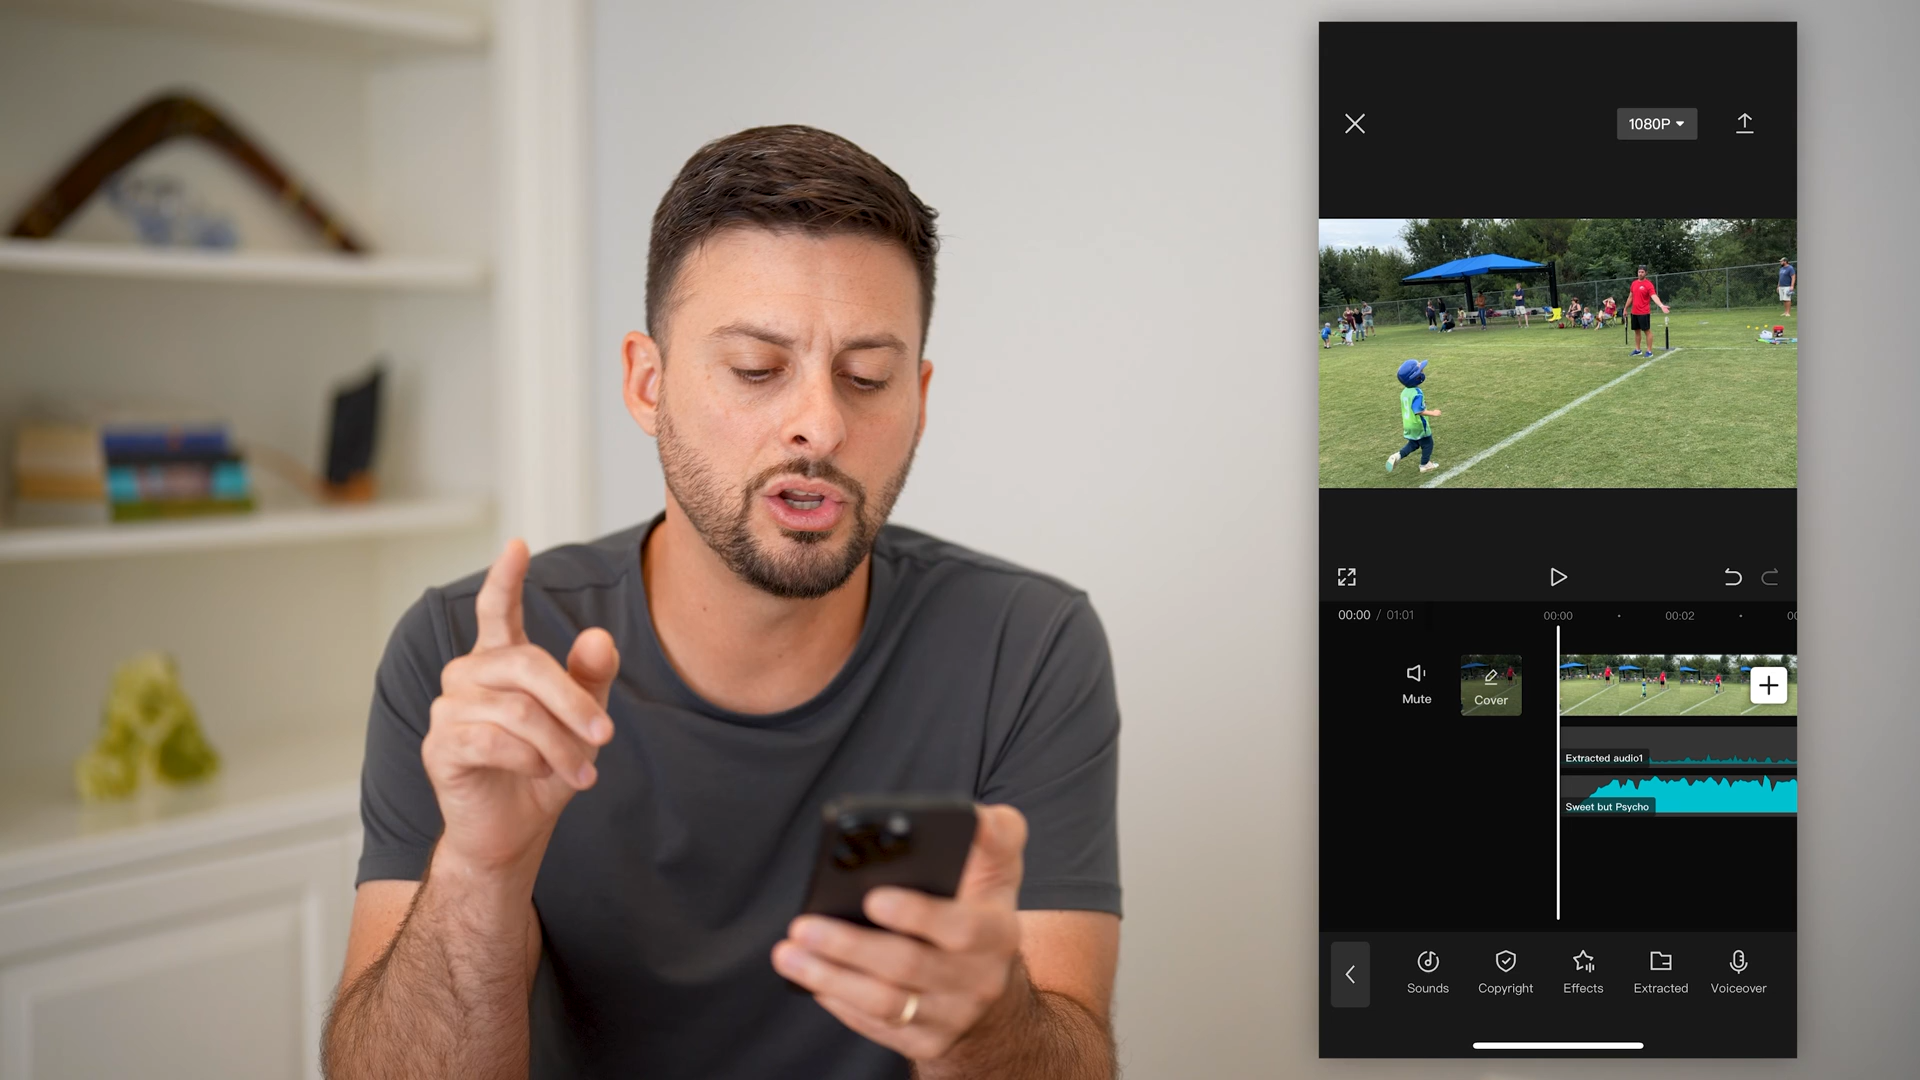 1080P
00:00 / 01:01
00:00
00:02
Mute
Cover
Extracted audio1
Sweet but Psycho
Sounds
Copyright
Effects
Extracted
Voiceover